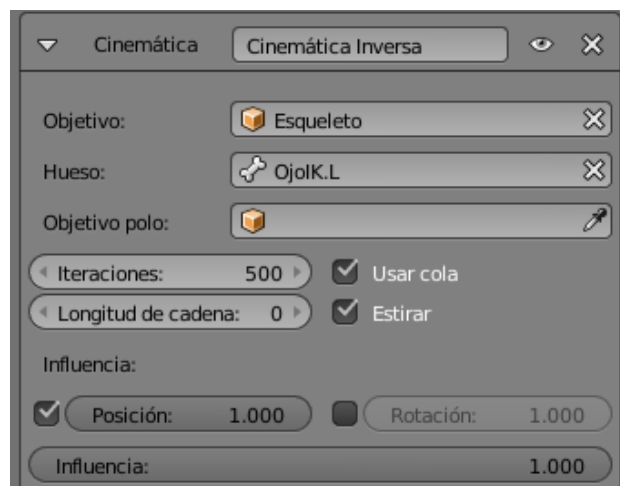 Cinemática Cinemática Inversa
Objetivo: Esqueleto
Hueso: OjoIK.L
Objetivo polo:
Iteraciones: 500 Usar cola
Longitud de cadena: 0 Estirar
Influencia:
Posición: 1.000 Rotación: 1.000
Influencia: 1.000